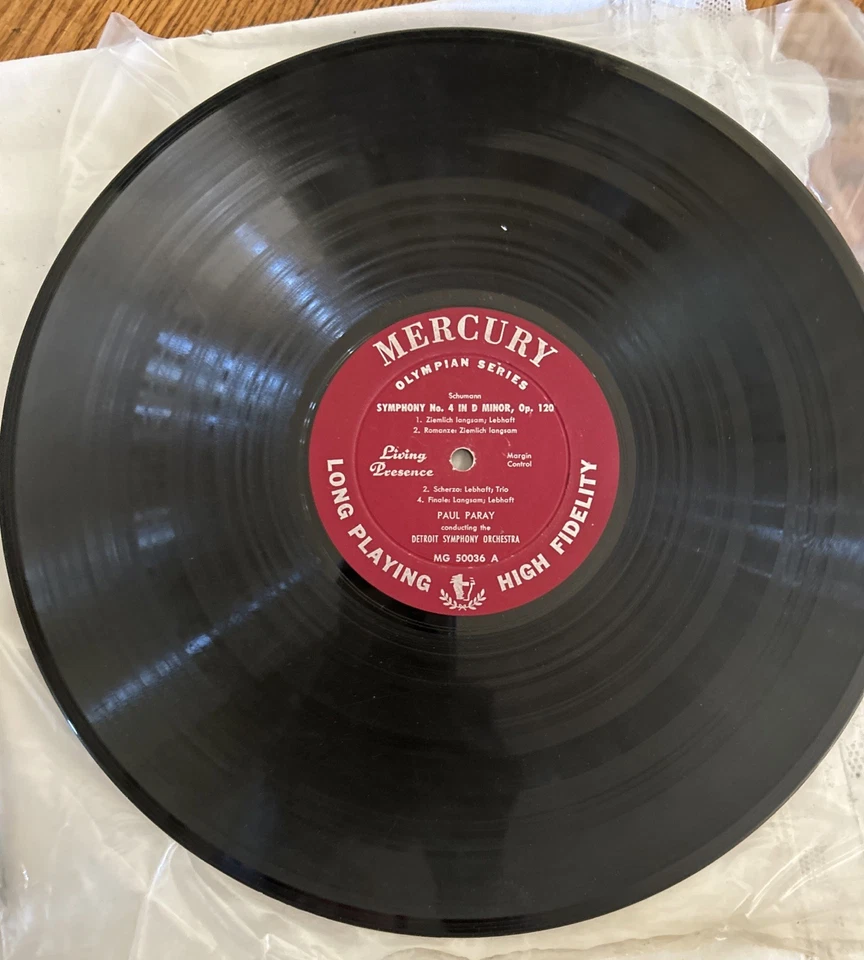 MERCURY
OLYMPIAN SERIES
Schumann
SYMPHONY No. 4 IN D MINOR, Op. 120
1. Ziemlich langsam; Lebhaft
2. Romanze: Ziemlich langsam
Living
Presence
Margin
Control
2. Scherzo: Lebhaft; Trio
4. Finale: Langsam; Lebhaft
PAUL PARAY
conducting the
DETROIT SYMPHONY ORCHESTRA
MG 50036 A
LONG PLAYING
HIGH FIDELITY